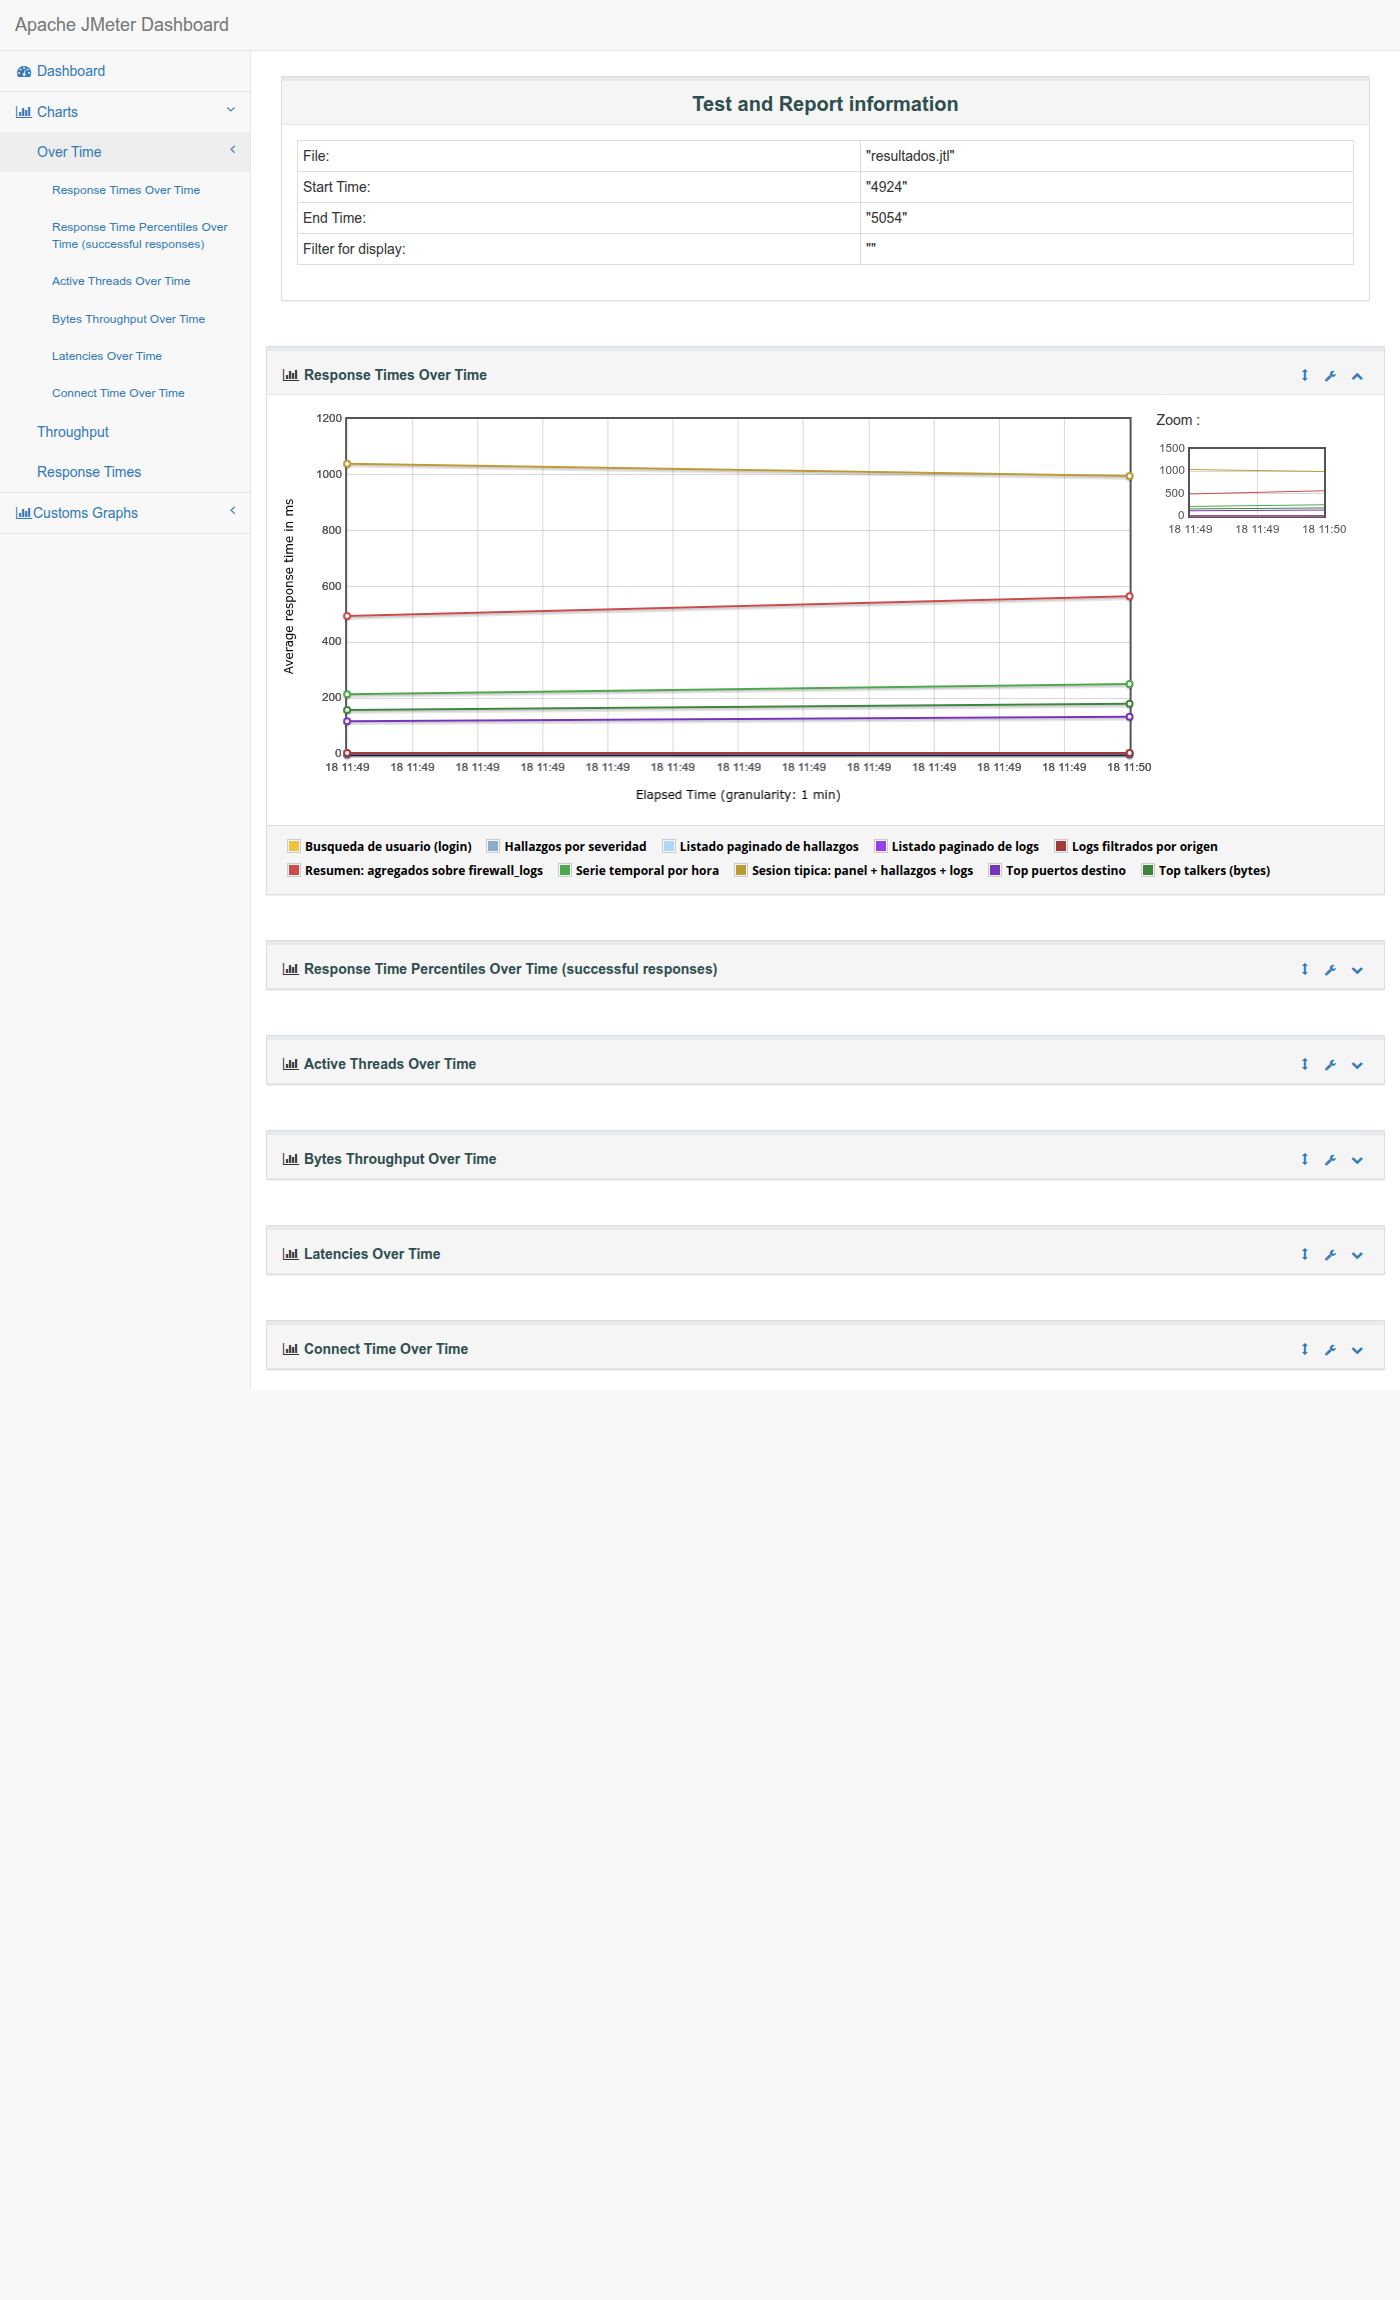 Apache JMeter Dashboard
Dashboard
Charts
Over Time
Response Times Over Time
Response Time Percentiles Over
Time (successful responses)
Active Threads Over Time
Bytes Throughput Over Time
Latencies Over Time
Connect Time Over Time
Throughput
Response Times
Customs Graphs
Test and Report information
File: "resultados.jtl"
Start Time: "4924"
End Time: "5054"
Filter for display: ""
Response Times Over Time
Average response time in ms
1200
1000
800
600
400
200
0
18 11:49 18 11:49 18 11:49 18 11:49 18 11:49 18 11:49 18 11:49 18 11:49 18 11:49 18 11:49 18 11:49 18 11:49 18 11:50
Elapsed Time (granularity: 1 min)
Zoom :
1500
1000
500
0
18 11:49 18 11:49 18 11:50
Busqueda de usuario (login) Hallazgos por severidad Listado paginado de hallazgos Listado paginado de logs Logs filtrados por origen
Resumen: agregados sobre firewall_logs Serie temporal por hora Sesion tipica: panel + hallazgos + logs Top puertos destino Top talkers (bytes)
Response Time Percentiles Over Time (successful responses)
Active Threads Over Time
Bytes Throughput Over Time
Latencies Over Time
Connect Time Over Time